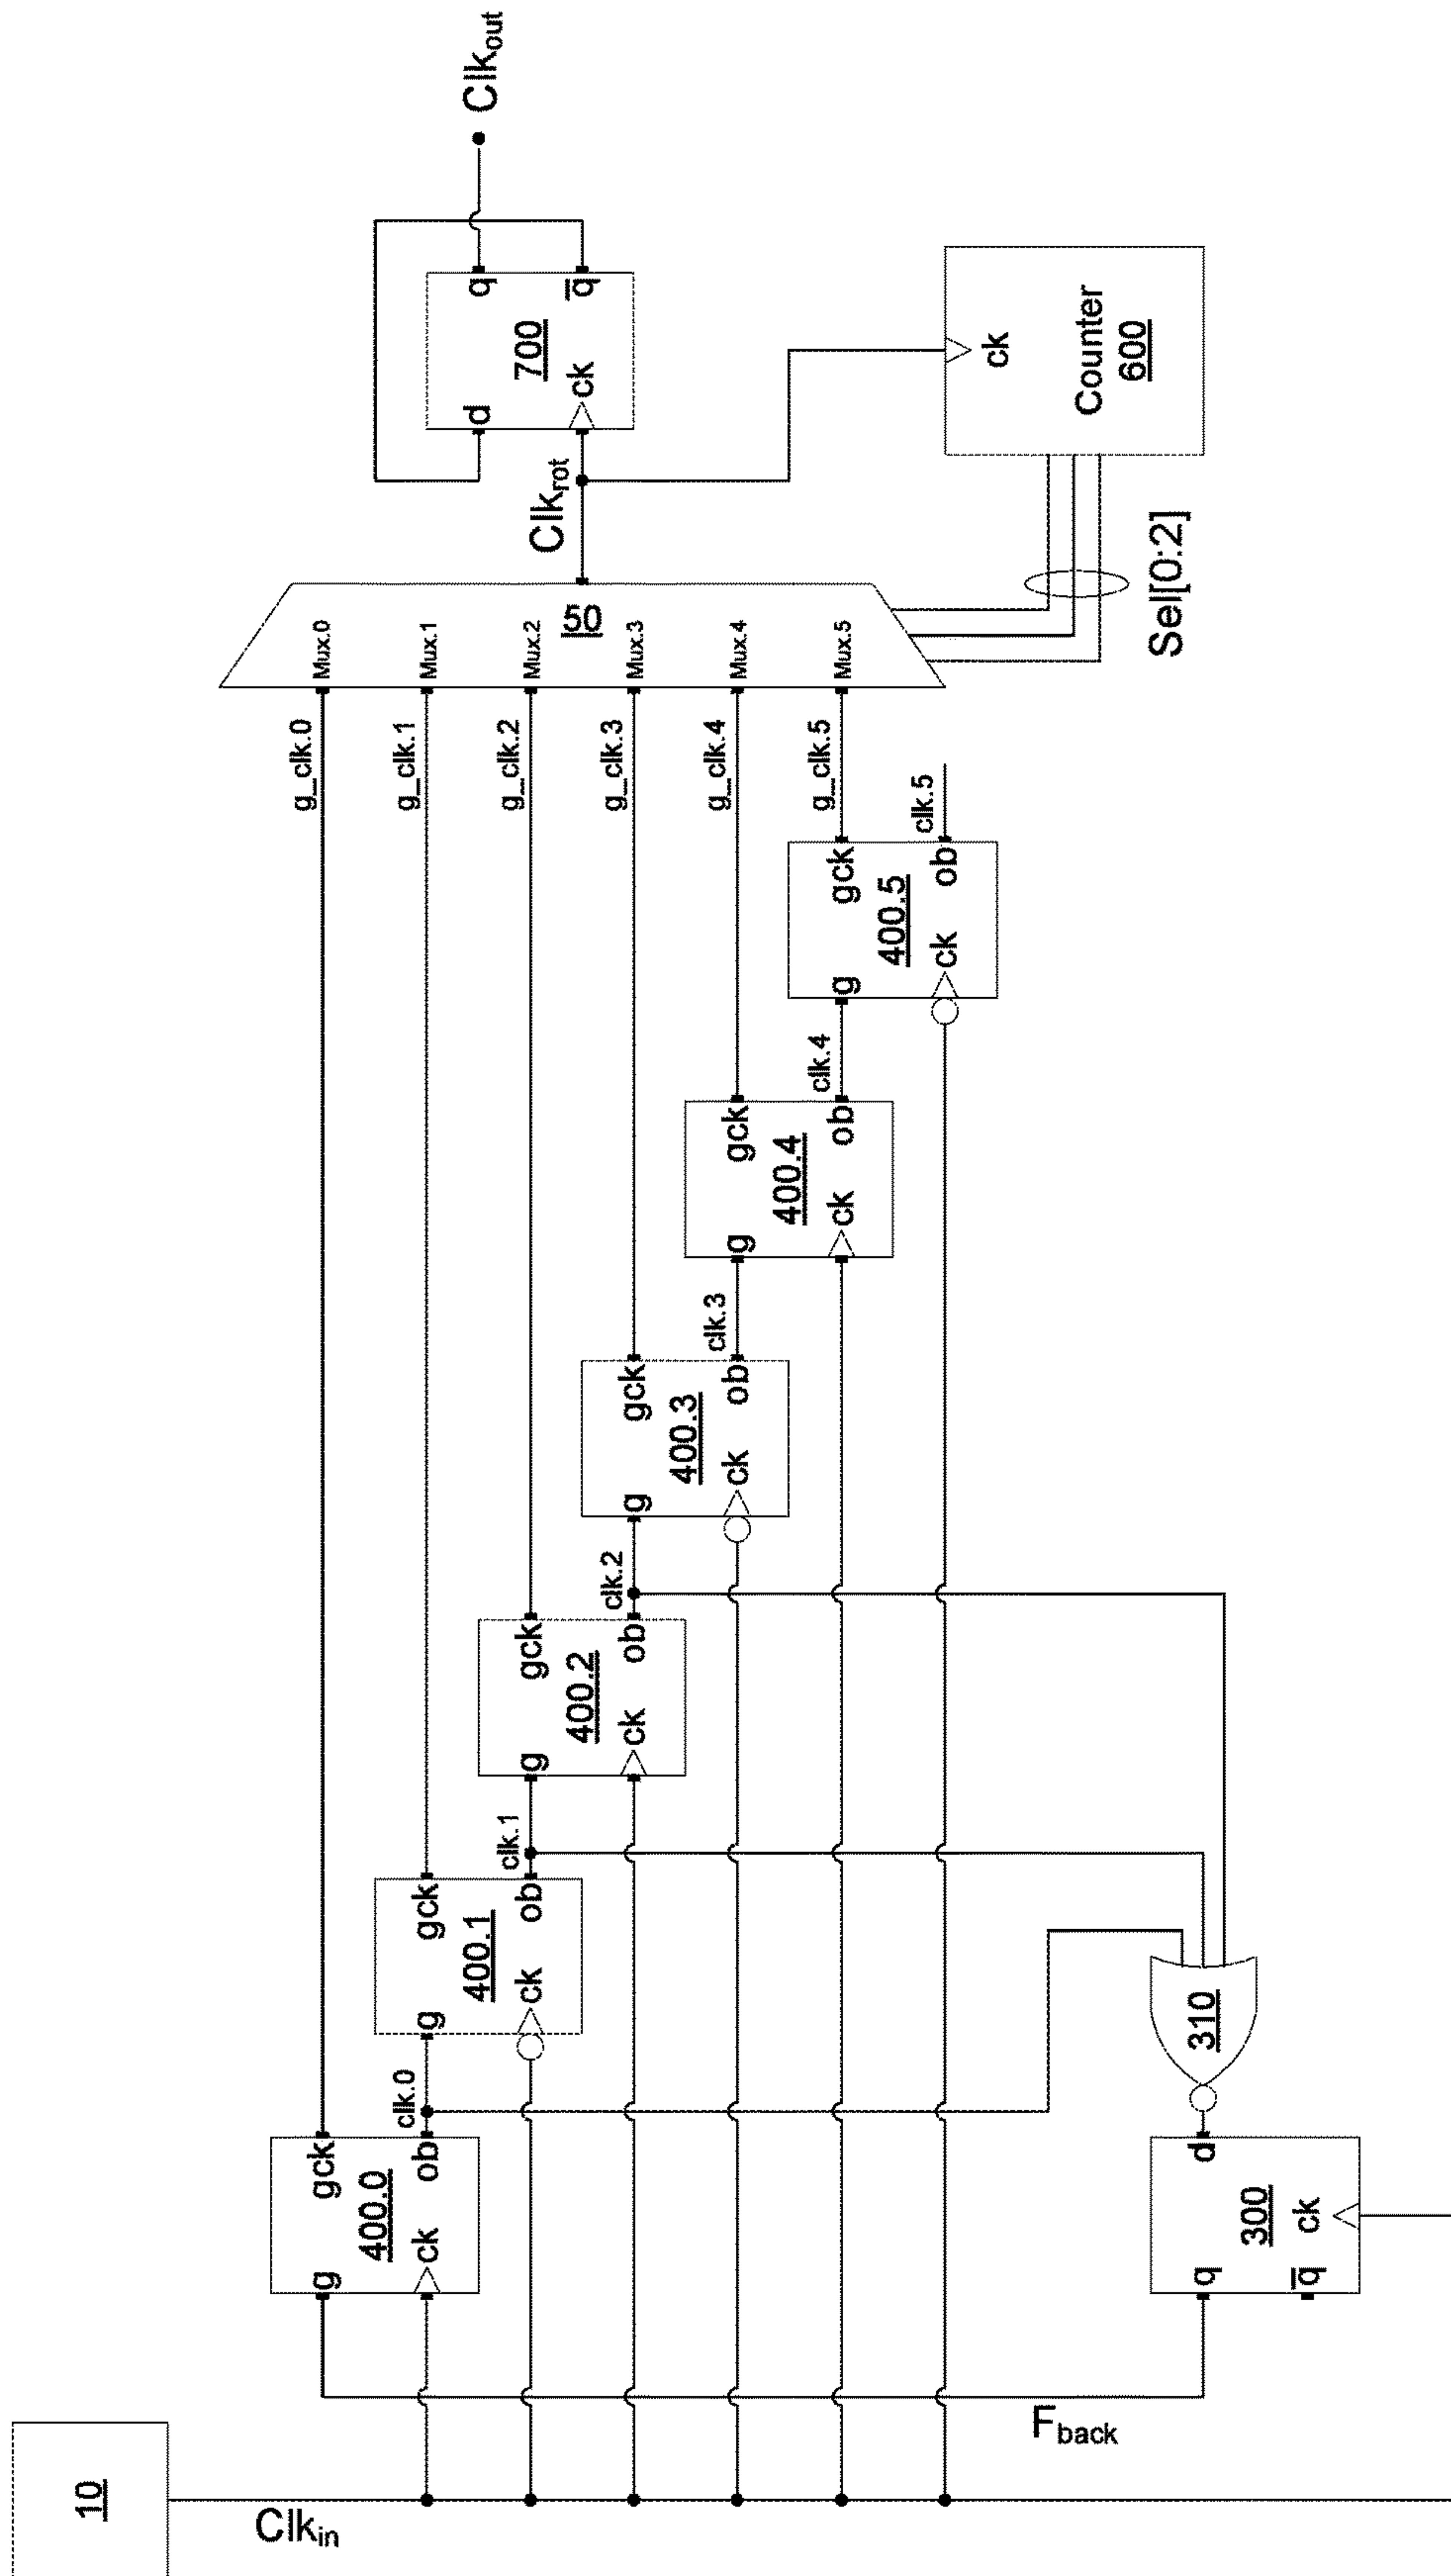 10
Clk_in
F_back
g
gck
400.0
ck
ob
clk.0
g
gck
400.1
ck
ob
clk.1
g
gck
400.2
ck
ob
clk.2
g
gck
400.3
ck
ob
clk.3
g
gck
400.4
ck
ob
clk.4
g
gck
400.5
ck
ob
clk.5
q
d
300
q̅
ck
310
g_clk.0
g_clk.1
g_clk.2
g_clk.3
g_clk.4
g_clk.5
Mux.0
Mux.1
Mux.2
Mux.3
Mux.4
Mux.5
50
Clk_rot
d
q
700
ck
q̅
Clk_out
ck
Counter
600
Sel[0:2]